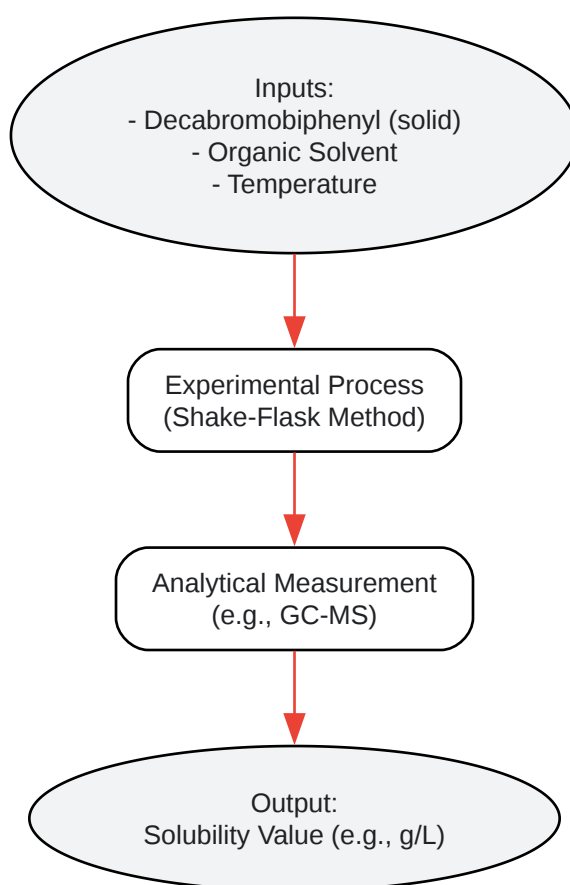 Inputs:
- Decabromobiphenyl (solid)
- Organic Solvent
- Temperature
Experimental Process
(Shake-Flask Method)
Analytical Measurement
(e.g., GC-MS)
Output:
Solubility Value (e.g., g/L)